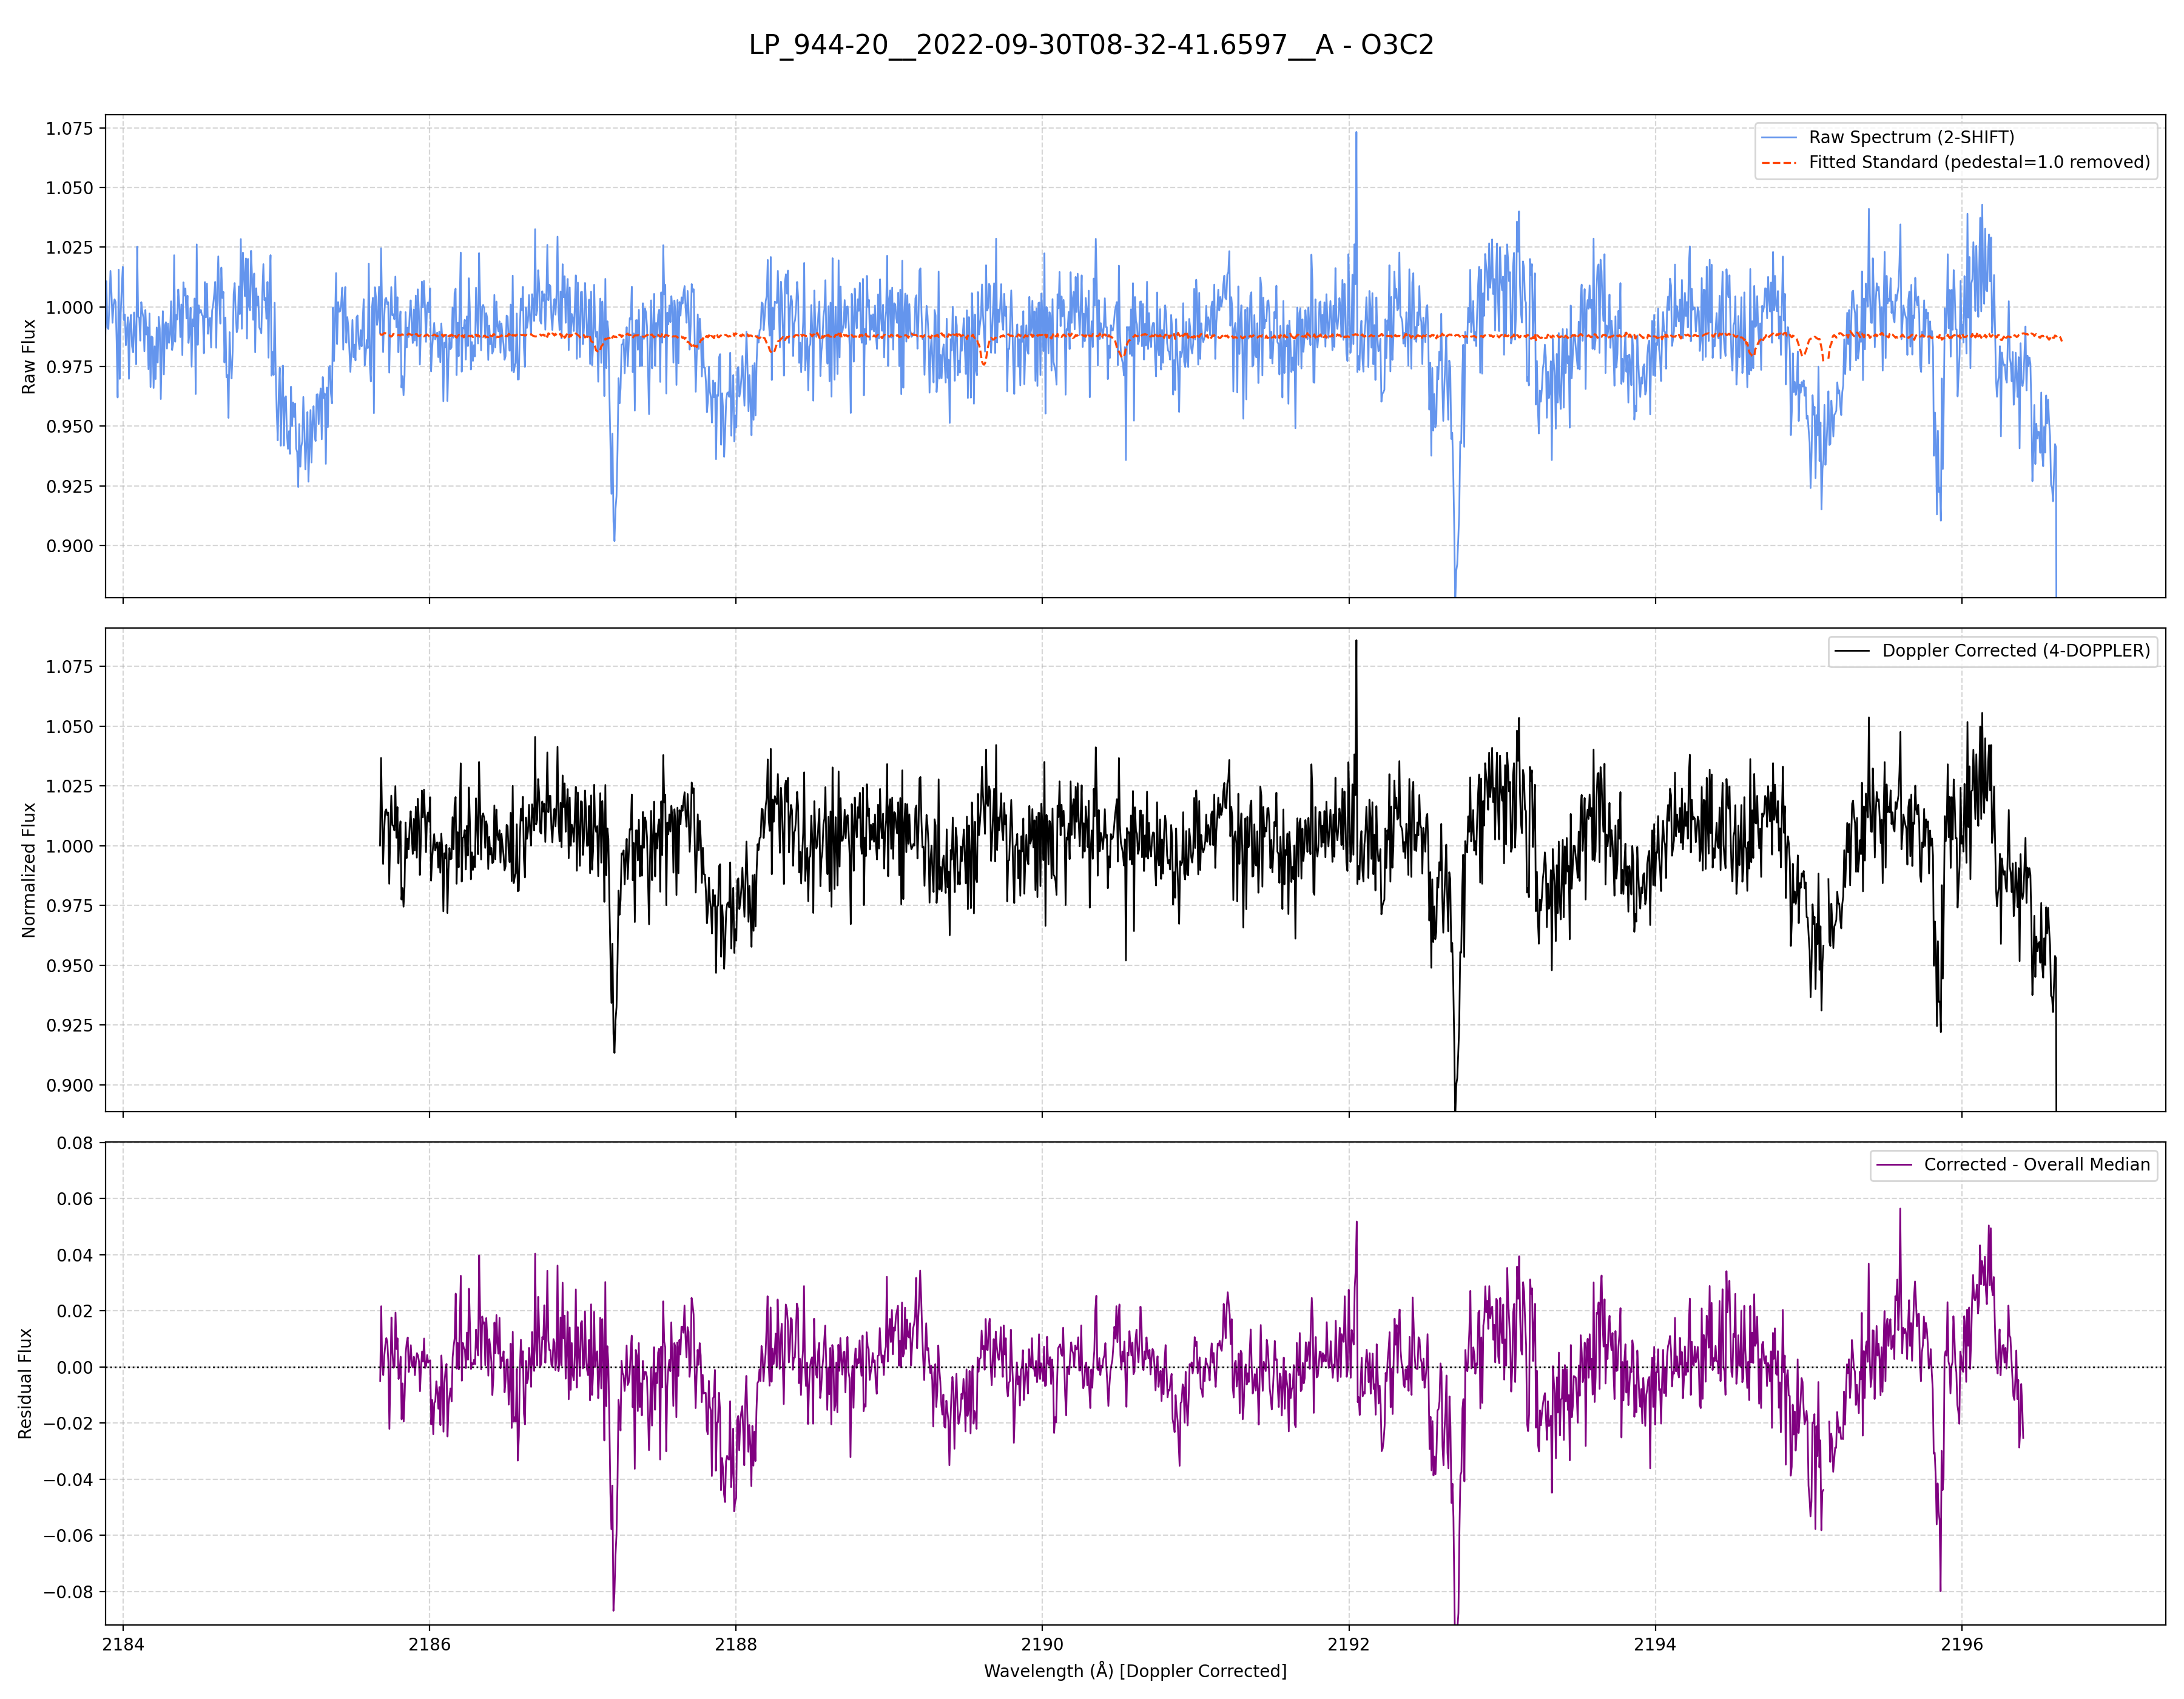 LP_944-20__2022-09-30T08-32-41.6597__A - O3C2
Raw Flux
1.075
1.050
1.025
1.000
0.975
0.950
0.925
0.900
Raw Spectrum (2-SHIFT)
Fitted Standard (pedestal=1.0 removed)
Normalized Flux
1.075
1.050
1.025
1.000
0.975
0.950
0.925
0.900
Doppler Corrected (4-DOPPLER)
Residual Flux
0.08
0.06
0.04
0.02
0.00
−0.02
−0.04
−0.06
−0.08
Corrected - Overall Median
2184 2186 2188 2190 2192 2194 2196
Wavelength (Å) [Doppler Corrected]